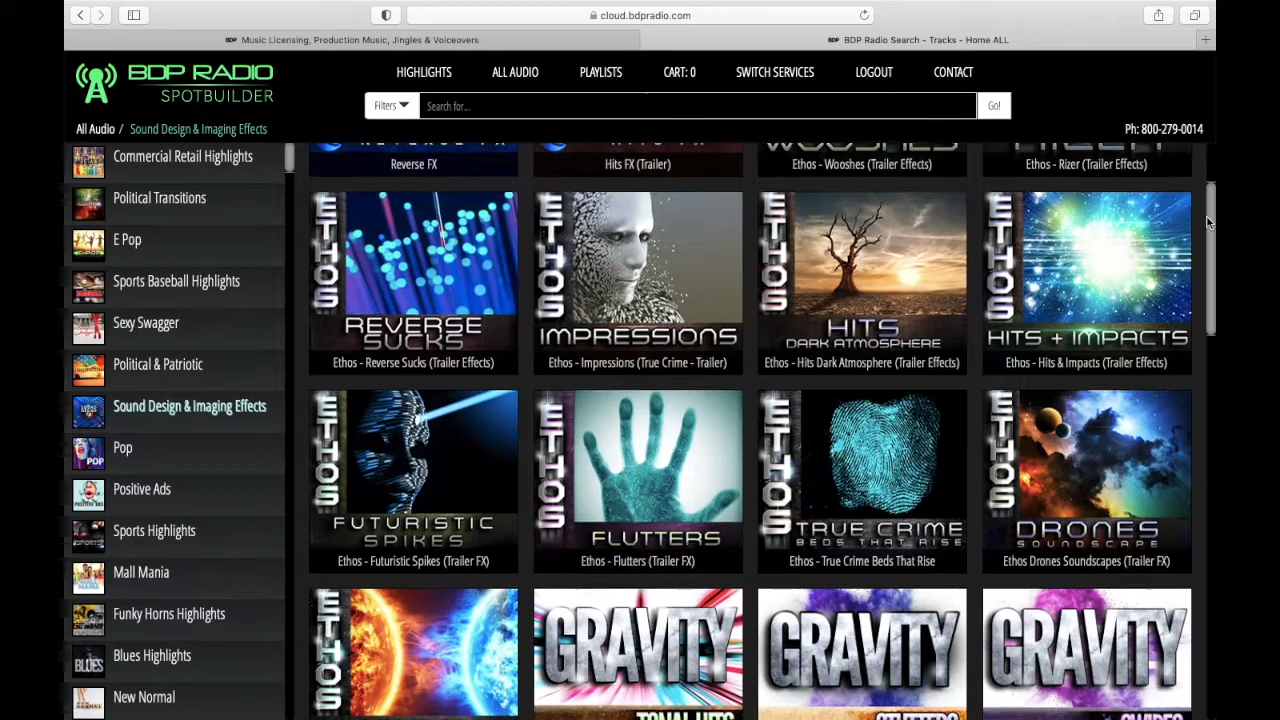 cloud.bdpradio.com
BDP Music Licensing, Production Music, Jingles & Voiceovers
BDP BDP Radio Search - Tracks - Home ALL
BDP RADIO
SPOTBUILDER
HIGHLIGHTS ALL AUDIO PLAYLISTS CART: 0 SWITCH SERVICES LOGOUT CONTACT
Filters Search for... Go!
All Audio / Sound Design & Imaging Effects
Ph: 800-279-0014
Commercial Retail Highlights
Political Transitions
E Pop
Sports Baseball Highlights
Sexy Swagger
Political & Patriotic
Sound Design & Imaging Effects
Pop
Positive Ads
Sports Highlights
Mall Mania
Funky Horns Highlights
Blues Highlights
New Normal
Reverse FX
Hits FX (Trailer)
Ethos - Wooshes (Trailer Effects)
Ethos - Rizer (Trailer Effects)
ETHOS
REVERSE
SUCKS
Ethos - Reverse Sucks (Trailer Effects)
ETHOS
IMPRESSIONS
Ethos - Impressions (True Crime - Trailer)
ETHOS
HITS
DARK ATMOSPHERE
Ethos - Hits Dark Atmosphere (Trailer Effects)
ETHOS
HITS + IMPACTS
Ethos - Hits & Impacts (Trailer Effects)
ETHOS
FUTURISTIC
SPIKES
Ethos - Futuristic Spikes (Trailer FX)
ETHOS
FLUTTERS
Ethos - Flutters (Trailer FX)
ETHOS
TRUE CRIME
BEDS THAT RISE
Ethos - True Crime Beds That Rise
ETHOS
DRONES
SOUNDSCAPE
Ethos Drones Soundscapes (Trailer FX)
ETHOS
GRAVITY
TONAL HITS
GRAVITY
GRAVITY